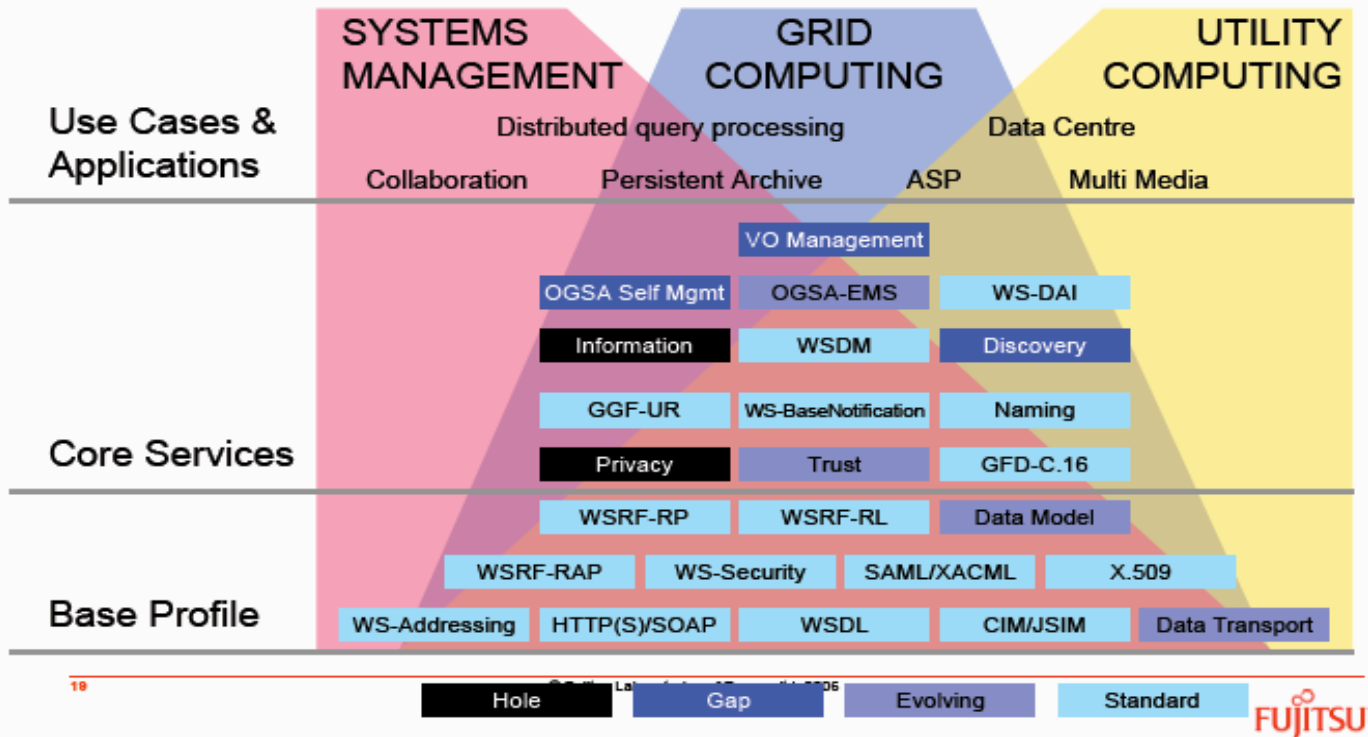 SYSTEMS
MANAGEMENT
GRID
COMPUTING
UTILITY
COMPUTING
Use Cases &
Applications
Distributed query processing
Data Centre
Collaboration
Persistent Archive
ASP
Multi Media
VO Management
OGSA Self Mgmt
OGSA-EMS
WS-DAI
Information
WSDM
Discovery
GGF-UR
WS-BaseNotification
Naming
Core Services
Privacy
Trust
GFD-C.16
WSRF-RP
WSRF-RL
Data Model
WSRF-RAP
WS-Security
SAML/XACML
X.509
Base Profile
WS-Addressing
HTTP(S)/SOAP
WSDL
CIM/JSIM
Data Transport
19
Hole
Gap
Evolving
Standard
FUJITSU